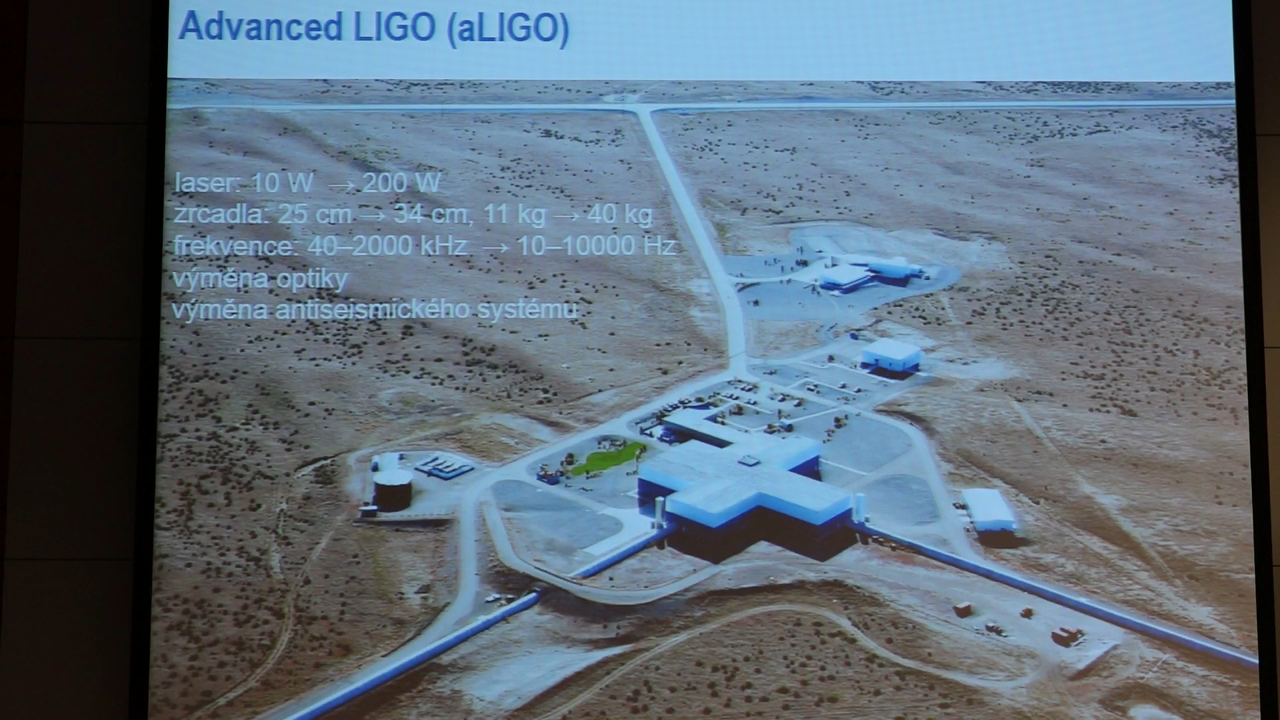 Advanced LIGO (aLIGO)
laser: 10 W → 200 W
zrcadla: 25 cm → 34 cm, 11 kg → 40 kg
frekvence: 40–2000 kHz → 10–10000 Hz
výměna optiky
výměna antiseismického systému